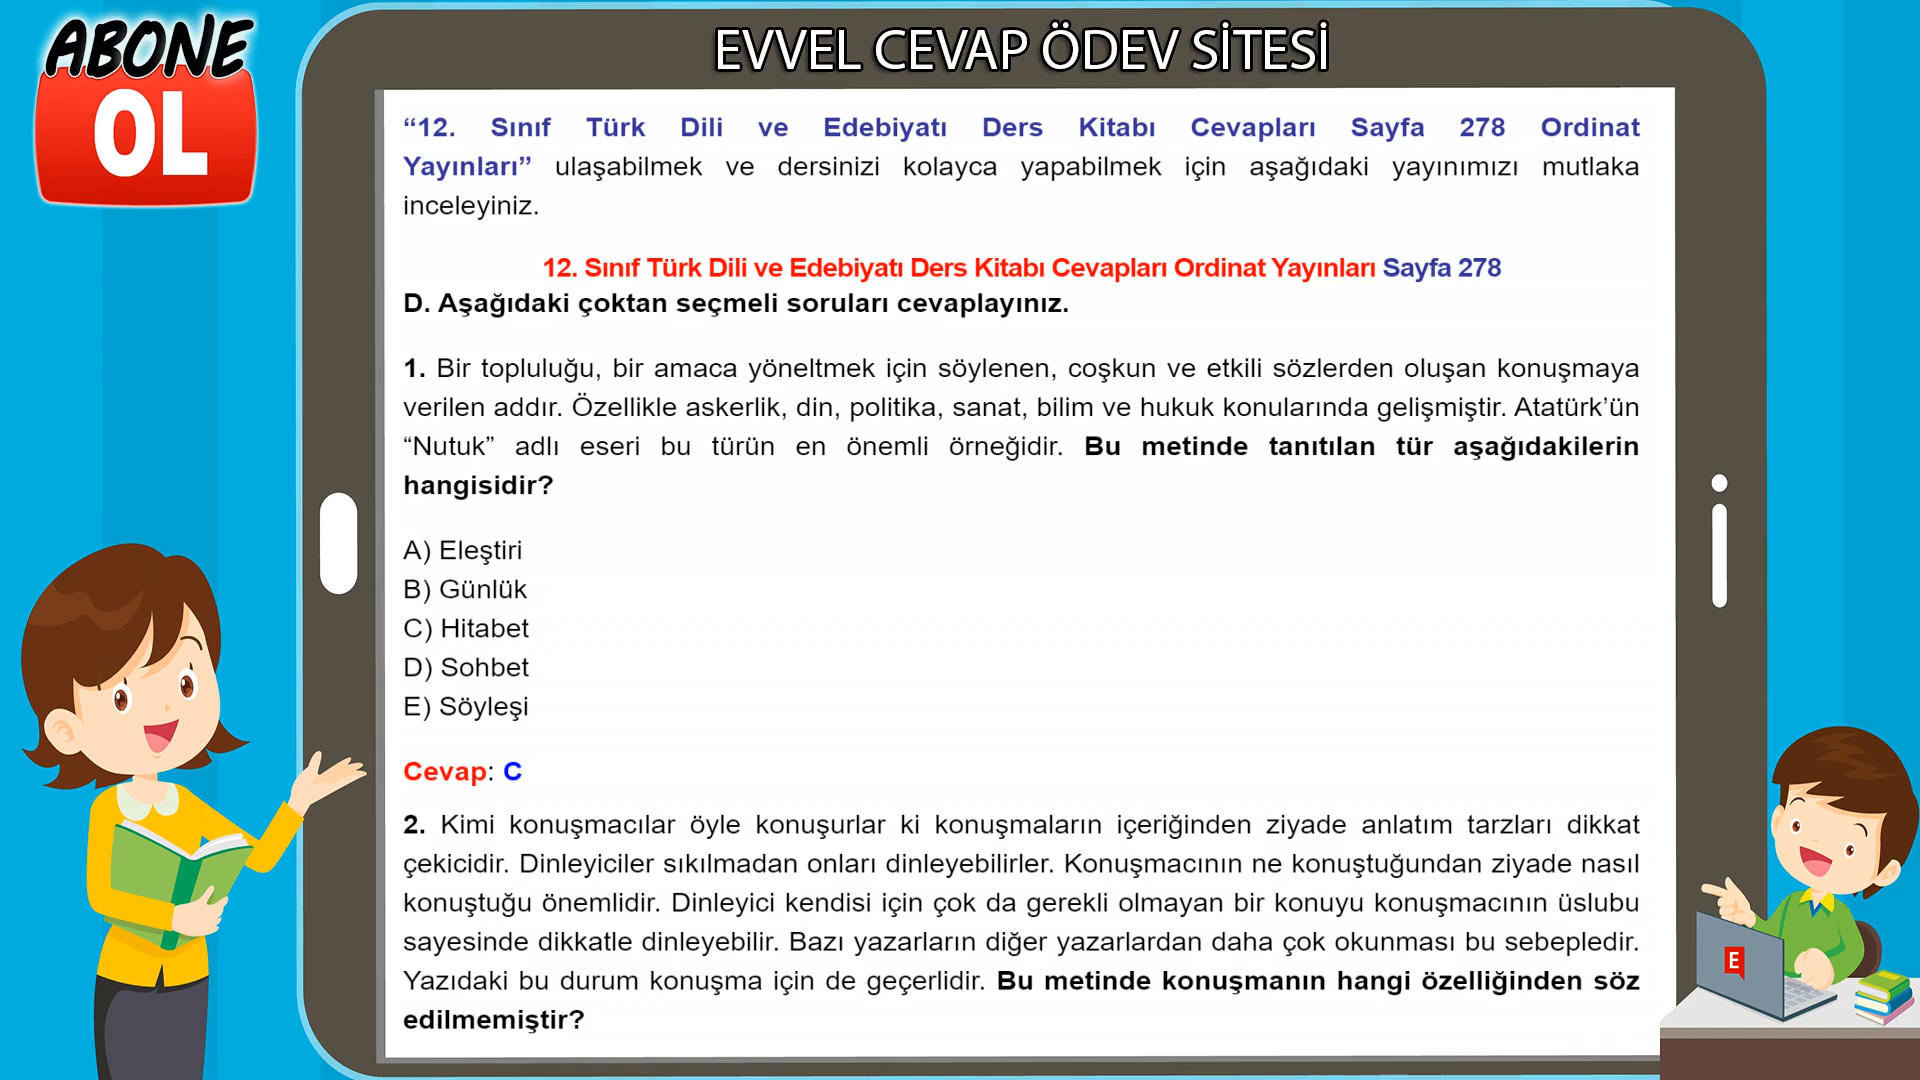 ABONE
OL
EVVEL CEVAP ÖDEV SİTESİ
“12. Sınıf Türk Dili ve Edebiyatı Ders Kitabı Cevapları Sayfa 278 Ordinat
Yayınları” ulaşabilmek ve dersinizi kolayca yapabilmek için aşağıdaki yayınımızı mutlaka
inceleyiniz.
12. Sınıf Türk Dili ve Edebiyatı Ders Kitabı Cevapları Ordinat Yayınları Sayfa 278
D. Aşağıdaki çoktan seçmeli soruları cevaplayınız.
1. Bir topluluğu, bir amaca yöneltmek için söylenen, coşkun ve etkili sözlerden oluşan konuşmaya
verilen addır. Özellikle askerlik, din, politika, sanat, bilim ve hukuk konularında gelişmiştir. Atatürk’ün
“Nutuk” adlı eseri bu türün en önemli örneğidir. Bu metinde tanıtılan tür aşağıdakilerin
hangisidir?
A) Eleştiri
B) Günlük
C) Hitabet
D) Sohbet
E) Söyleşi
Cevap: C
2. Kimi konuşmacılar öyle konuşurlar ki konuşmaların içeriğinden ziyade anlatım tarzları dikkat
çekicidir. Dinleyiciler sıkılmadan onları dinleyebilirler. Konuşmacının ne konuştuğundan ziyade nasıl
konuştuğu önemlidir. Dinleyici kendisi için çok da gerekli olmayan bir konuyu konuşmacının üslubu
sayesinde dikkatle dinleyebilir. Bazı yazarların diğer yazarlardan daha çok okunması bu sebepledir.
Yazıdaki bu durum konuşma için de geçerlidir. Bu metinde konuşmanın hangi özelliğinden söz
edilmemiştir?
E